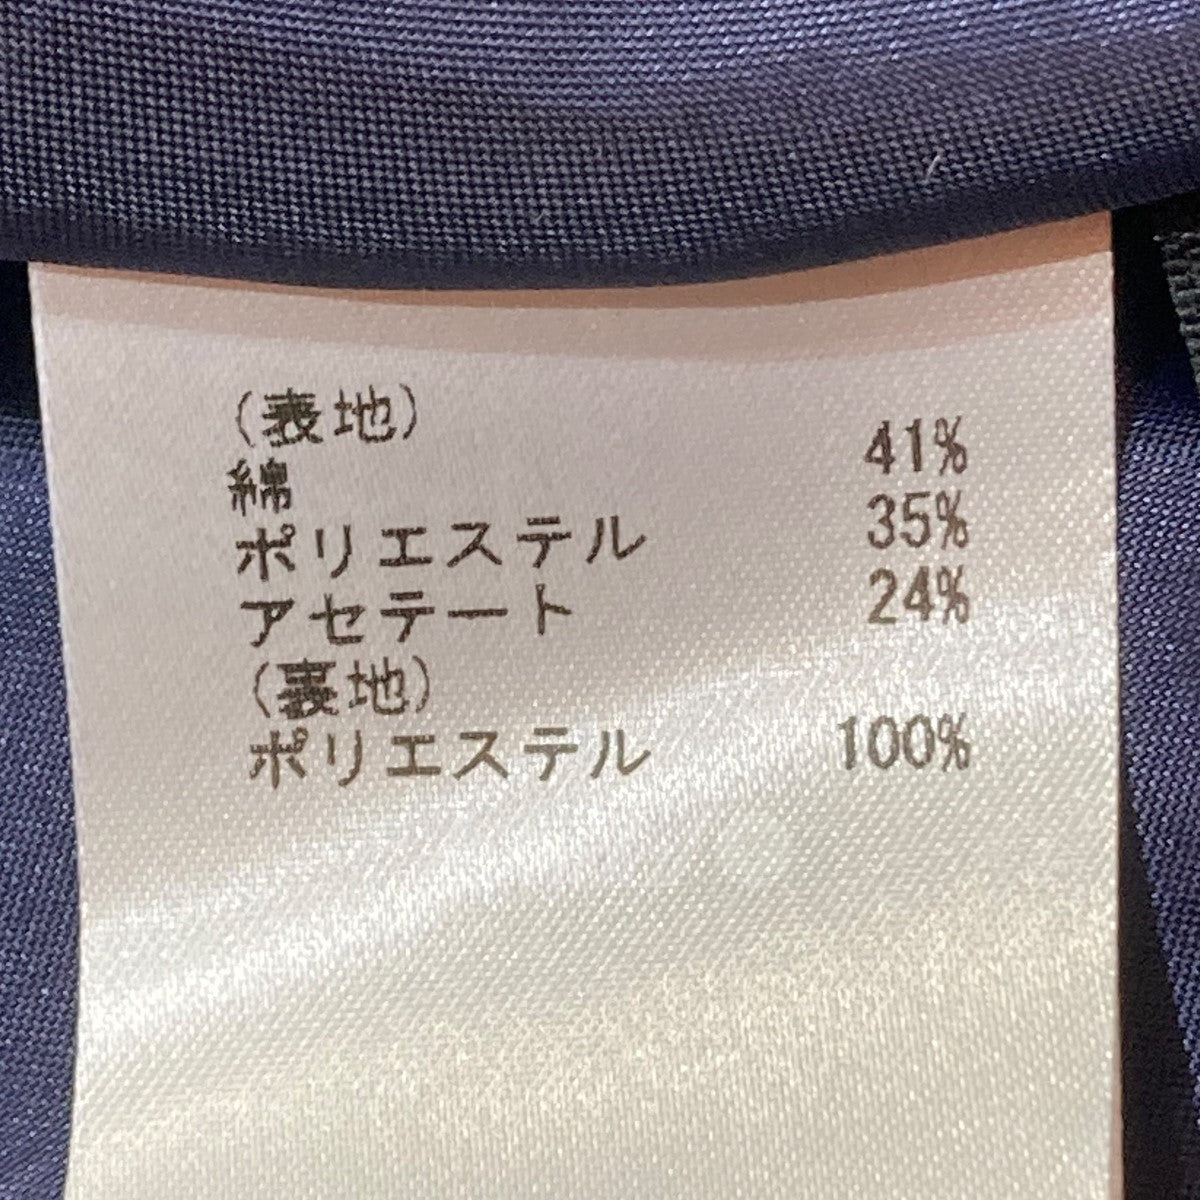 (表地)
綿 41%
ポリエステル 35%
アセテート 24%
(裏地)
ポリエステル 100%